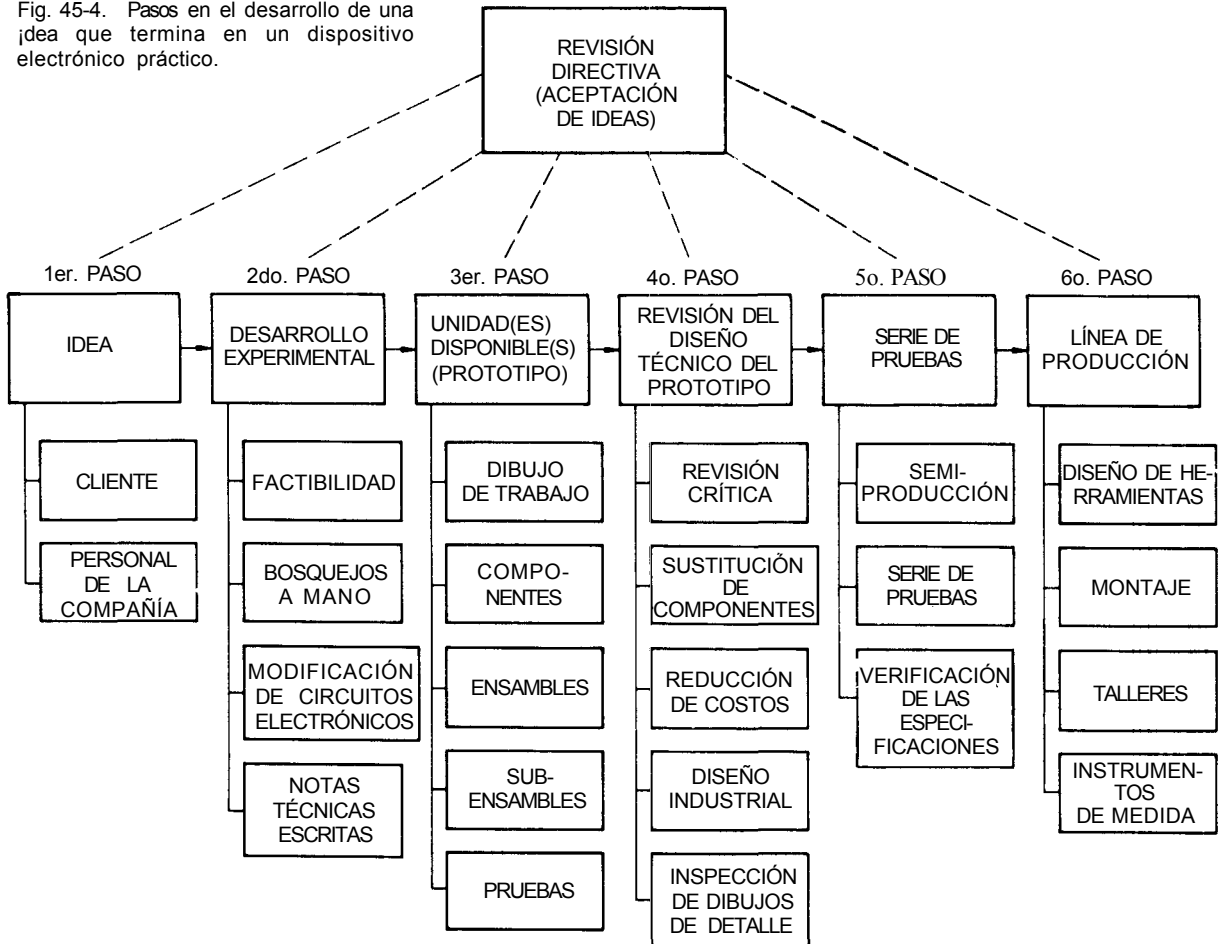 Fig. 45-4. Pasos en el desarrollo de una
¡dea que termina en un dispositivo
electrónico práctico.
REVISIÓN
DIRECTIVA
(ACEPTACIÓN
DE IDEAS)
1er. PASO
2do. PASO
3er. PASO
4o. PASO
5o. PASO
6o. PASO
IDEA
DESARROLLO
EXPERIMENTAL
UNIDAD(ES)
DISPONIBLE(S)
(PROTOTIPO)
REVISIÓN DEL
DISEÑO
TÉCNICO DEL
PROTOTIPO
SERIE DE
PRUEBAS
LÍNEA DE
PRODUCCIÓN
CLIENTE
PERSONAL
DE LA
COMPAÑÍA
FACTIBILIDAD
BOSQUEJOS
A MANO
MODIFICACIÓN
DE CIRCUITOS
ELECTRÓNICOS
NOTAS
TÉCNICAS
ESCRITAS
DIBUJO
DE TRABAJO
COMPO-
NENTES
ENSAMBLES
SUB-
ENSAMBLES
PRUEBAS
REVISIÓN
CRÍTICA
SUSTITUCIÓN
DE
COMPONENTES
REDUCCIÓN
DE COSTOS
DISEÑO
INDUSTRIAL
INSPECCIÓN
DE DIBUJOS
DE DETALLE
SEMI-
PRODUCCIÓN
SERIE DE
PRUEBAS
VERIFICACIÓN
DE LAS
ESPECI-
FICACIONES
DISEÑO DE HE-
RRAMIENTAS
MONTAJE
TALLERES
INSTRUMEN-
TOS
DE MEDIDA